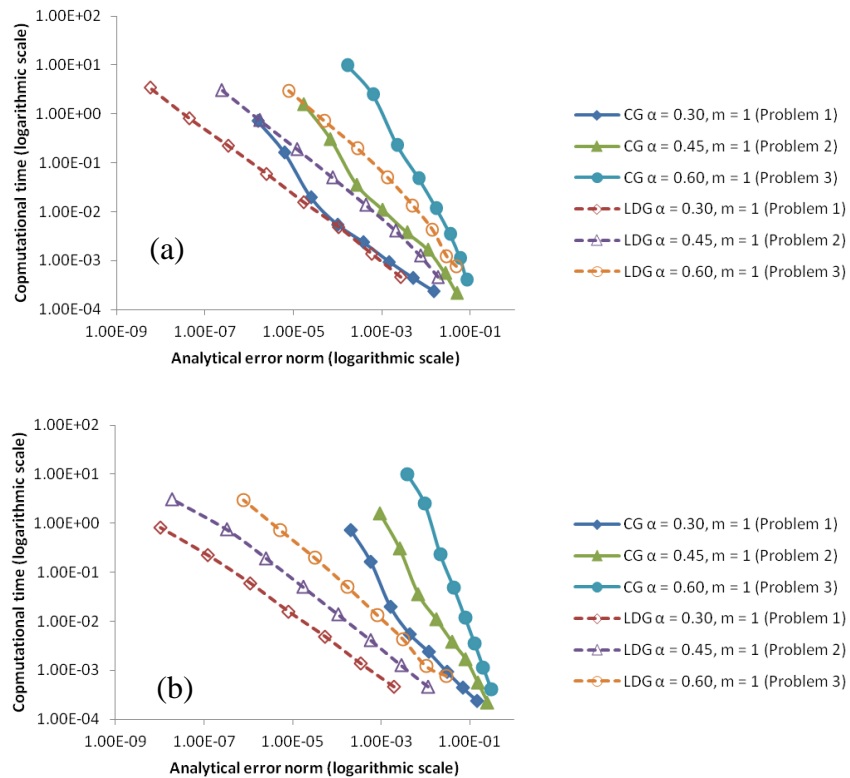 1.00E+02
1.00E+01
1.00E+00
1.00E-01
1.00E-02
1.00E-03
1.00E-04
Copmutational time (logarithmic scale)
(a)
1.00E-09 1.00E-07 1.00E-05 1.00E-03 1.00E-01
Analytical error norm (logarithmic scale)
CG α = 0.30, m = 1 (Problem 1)
CG α = 0.45, m = 1 (Problem 2)
CG α = 0.60, m = 1 (Problem 3)
LDG α = 0.30, m = 1 (Problem 1)
LDG α = 0.45, m = 1 (Problem 2)
LDG α = 0.60, m = 1 (Problem 3)
1.00E+02
1.00E+01
1.00E+00
1.00E-01
1.00E-02
1.00E-03
1.00E-04
Copmutational time (logarithmic scale)
(b)
1.00E-09 1.00E-07 1.00E-05 1.00E-03 1.00E-01
Analytical error norm (logarithmic scale)
CG α = 0.30, m = 1 (Problem 1)
CG α = 0.45, m = 1 (Problem 2)
CG α = 0.60, m = 1 (Problem 3)
LDG α = 0.30, m = 1 (Problem 1)
LDG α = 0.45, m = 1 (Problem 2)
LDG α = 0.60, m = 1 (Problem 3)